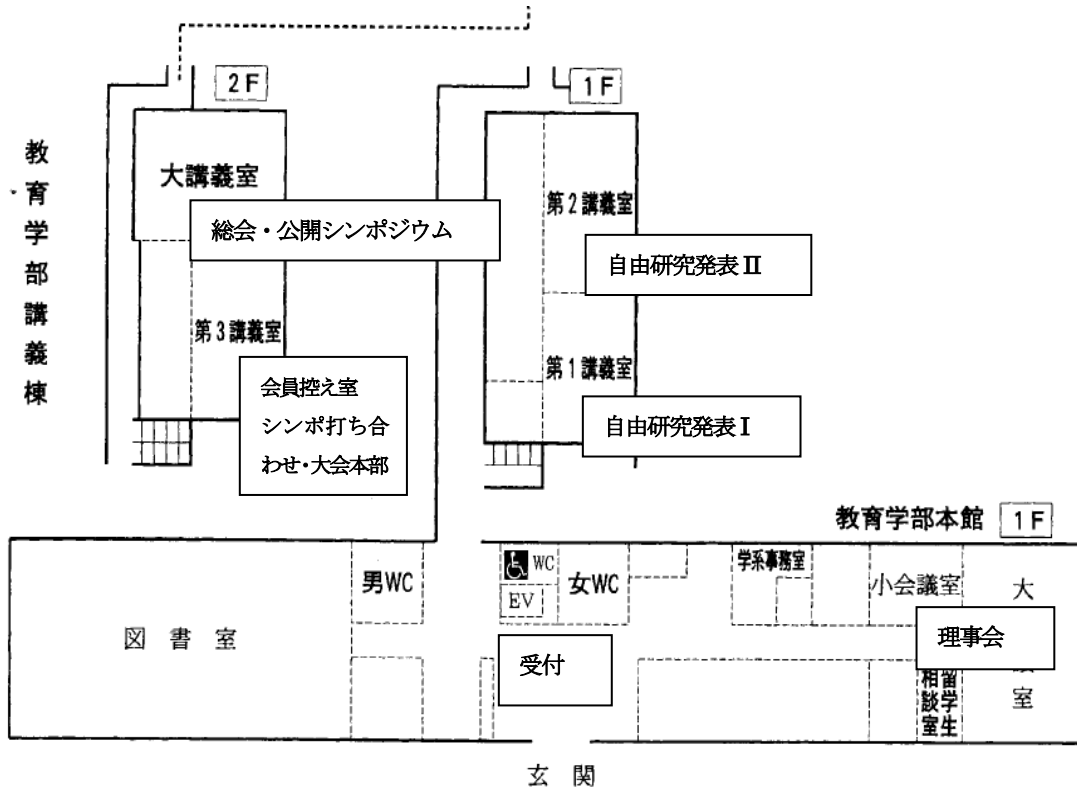 2F
1F
教育学部講義棟
大講義室
総会・公開シンポジウム
第2講義室
自由研究発表Ⅱ
第3講義室
会員控え室
シンポ打ち合
わせ・大会本部
第1講義室
自由研究発表Ⅰ
教育学部本館 1F
図書室
男WC
WC
EV
女WC
学系事務室
小会議室
理事会
受付
留学生
相談室
大
室
玄関